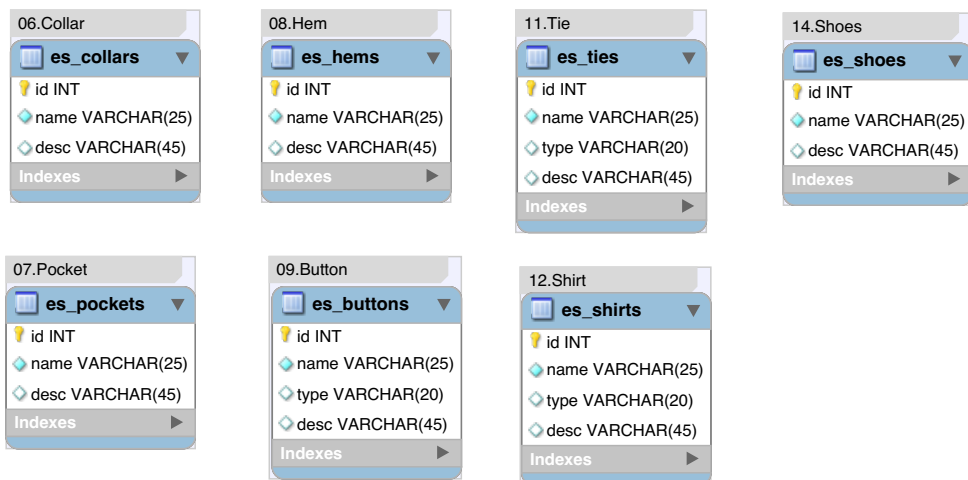 06.Collar
es_collars
id INT
name VARCHAR(25)
desc VARCHAR(45)
Indexes
08.Hem
es_hems
id INT
name VARCHAR(25)
desc VARCHAR(45)
Indexes
11.Tie
es_ties
id INT
name VARCHAR(25)
type VARCHAR(20)
desc VARCHAR(45)
Indexes
14.Shoes
es_shoes
id INT
name VARCHAR(25)
desc VARCHAR(45)
Indexes
07.Pocket
es_pockets
id INT
name VARCHAR(25)
desc VARCHAR(45)
Indexes
09.Button
es_buttons
id INT
name VARCHAR(25)
type VARCHAR(20)
desc VARCHAR(45)
Indexes
12.Shirt
es_shirts
id INT
name VARCHAR(25)
type VARCHAR(20)
desc VARCHAR(45)
Indexes